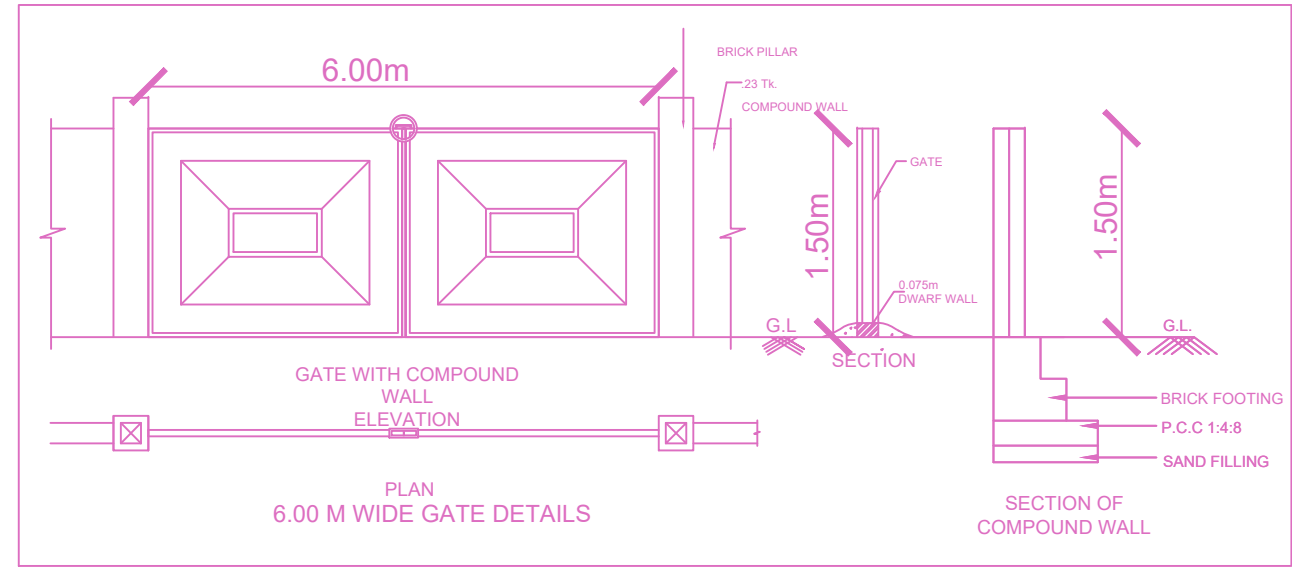 6.00m
BRICK PILLAR
.23 Tk.
COMPOUND WALL
GATE
1.50m
1.50m
0.075m
DWARF WALL
G.L
G.L.
SECTION
GATE WITH COMPOUND
WALL
ELEVATION
BRICK FOOTING
P.C.C 1:4:8
SAND FILLING
PLAN
6.00 M WIDE GATE DETAILS
SECTION OF
COMPOUND WALL